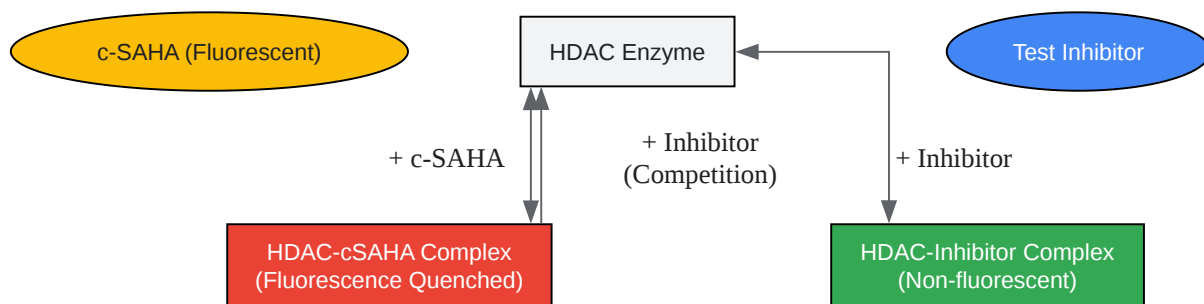 c-SAHA (Fluorescent)
HDAC Enzyme
Test Inhibitor
+ c-SAHA
+ Inhibitor
(Competition)
+ Inhibitor
HDAC-cSAHA Complex
(Fluorescence Quenched)
HDAC-Inhibitor Complex
(Non-fluorescent)